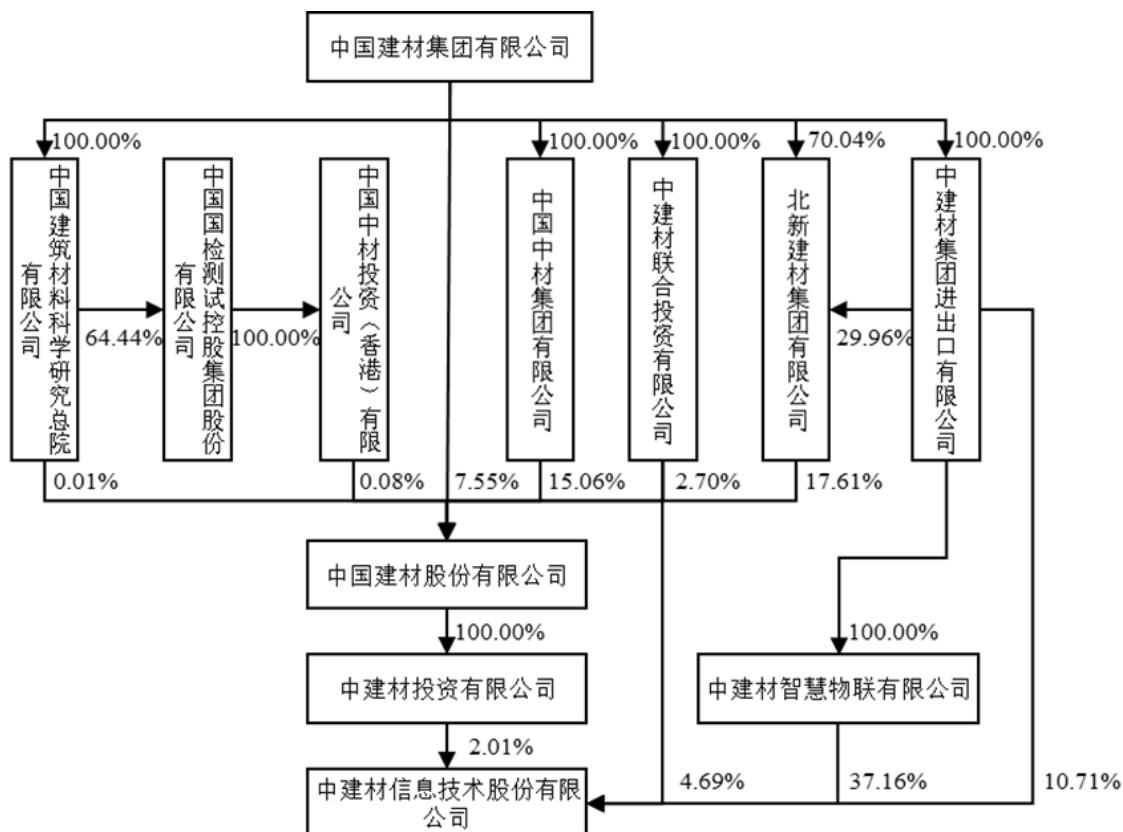 中国建材集团有限公司
100.00%
100.00%
100.00%
70.04%
100.00%
中国建筑材料科学研究总院
有限公司
中国国检测试控股集团股份
有限公司
中国中材投资（香港）有限
公司
中国中材集团有限公司
中建材联合投资有限公司
北新建材集团有限公司
中建材集团进出口有限公司
64.44%
100.00%
29.96%
0.01%
0.08%
7.55%
15.06%
2.70%
17.61%
中国建材股份有限公司
100.00%
100.00%
中建材投资有限公司
中建材智慧物联有限公司
2.01%
中建材信息技术股份有限
公司
4.69%
37.16%
10.71%